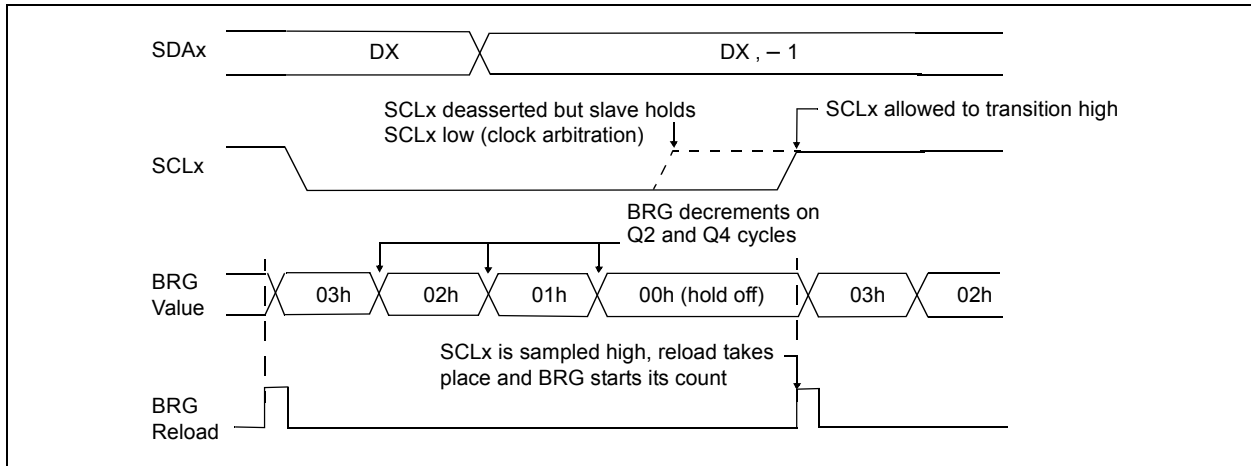 SDAx
DX
DX , – 1
SCLx deasserted but slave holds
SCLx low (clock arbitration)
SCLx allowed to transition high
SCLx
BRG decrements on
Q2 and Q4 cycles
BRG
Value
03h
02h
01h
00h (hold off)
03h
02h
SCLx is sampled high, reload takes
place and BRG starts its count
BRG
Reload